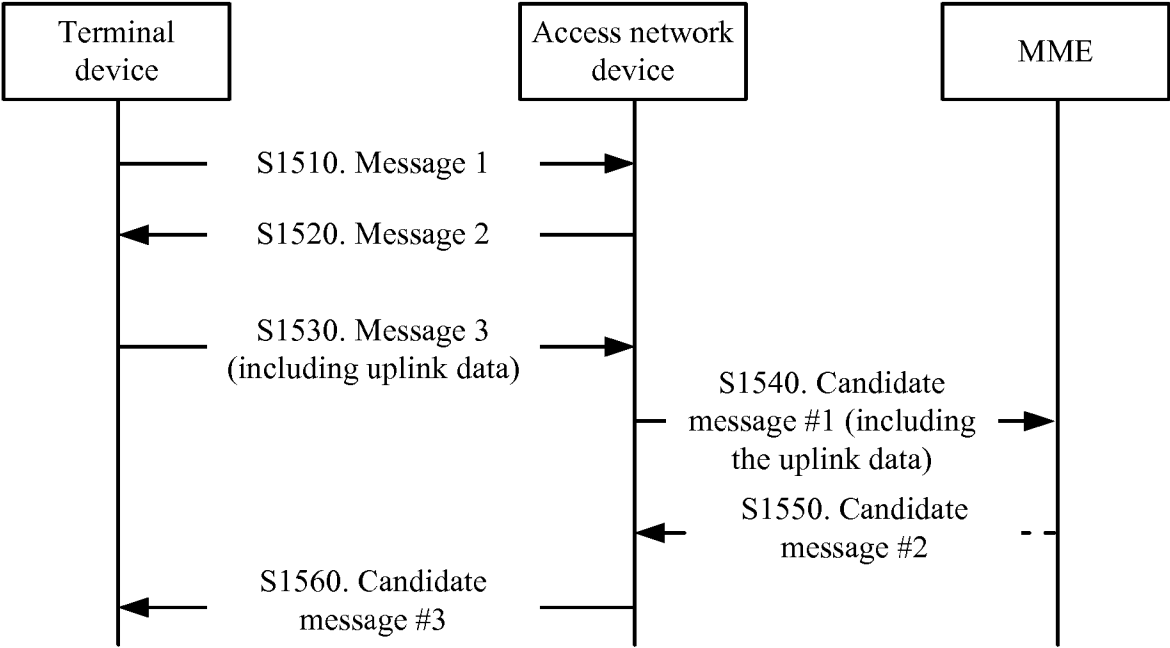 Terminal
device
Access network
device
MME
S1510. Message 1
S1520. Message 2
S1530. Message 3
(including uplink data)
S1540. Candidate
message #1 (including
the uplink data)
S1550. Candidate
message #2
S1560. Candidate
message #3